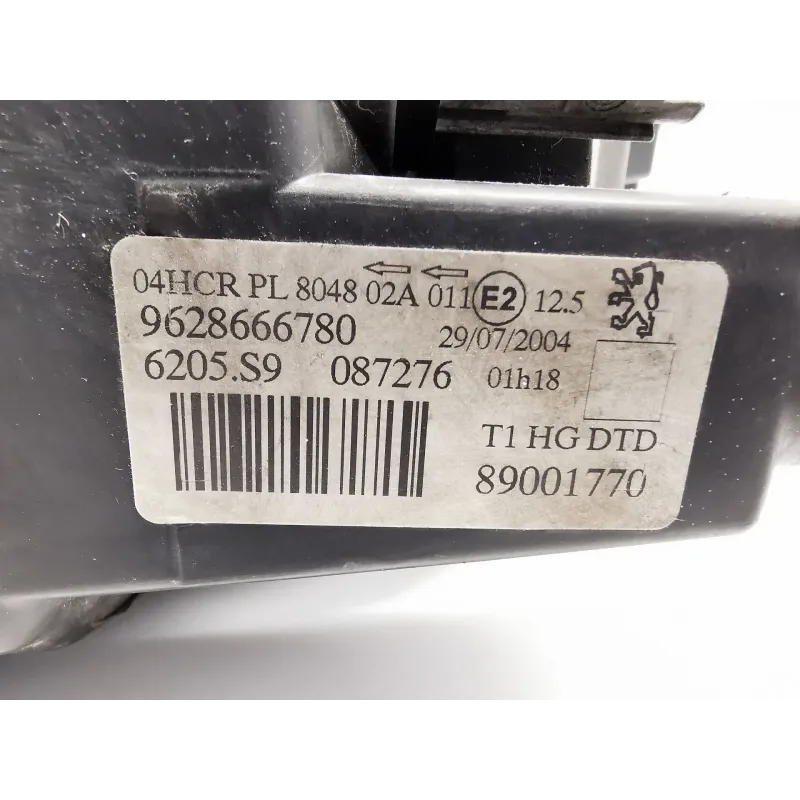 04HCR PL 8048 02A 011 E2 12.5
9628666780 29/07/2004
6205.S9 087276 01h18
T1 HG DTD
89001770